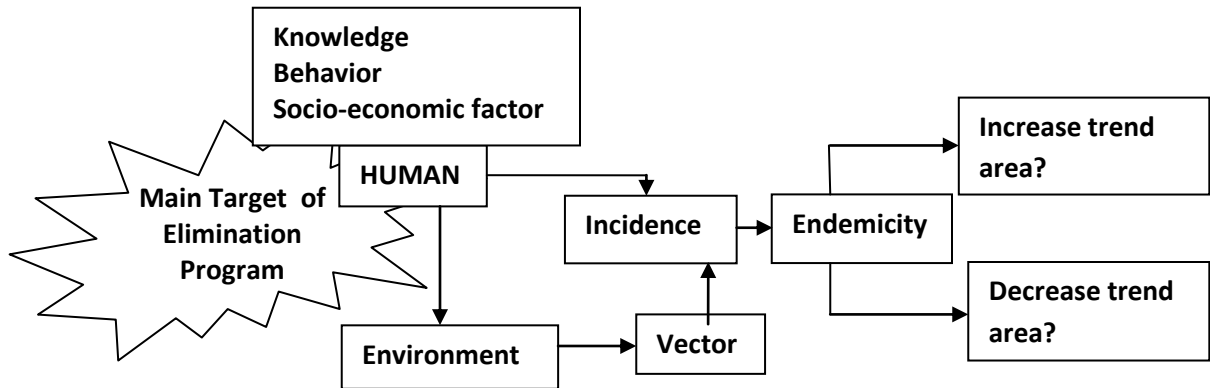 Knowledge
Behavior
Socio-economic factor
HUMAN
Main Target of
Elimination
Program
Environment
Vector
Incidence
Endemicity
Increase trend
area?
Decrease trend
area?